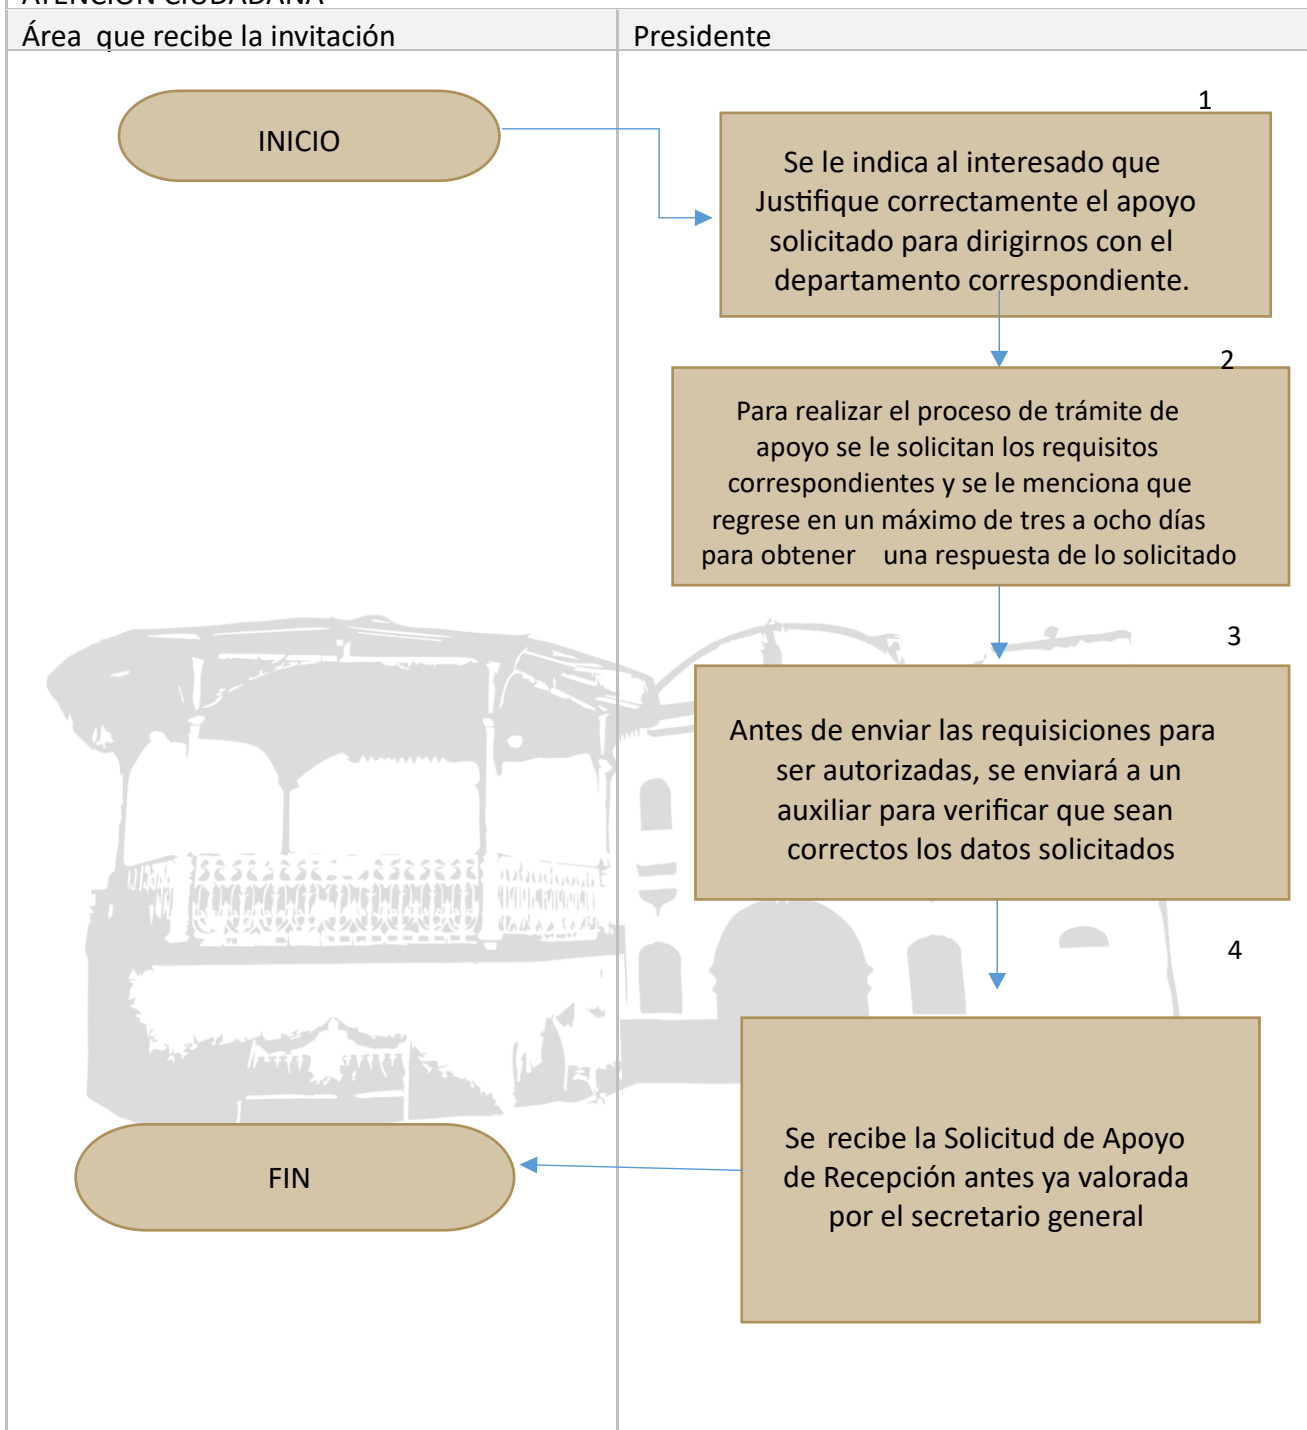 ATENCIÓN CIUDADANA
Área que recibe la invitación
Presidente
INICIO
1
Se le indica al interesado que
Justifique correctamente el apoyo
solicitado para dirigirnos con el
departamento correspondiente.
2
Para realizar el proceso de trámite de
apoyo se le solicitan los requisitos
correspondientes y se le menciona que
regrese en un máximo de tres a ocho días
para obtener una respuesta de lo solicitado
3
Antes de enviar las requisiciones para
ser autorizadas, se enviará a un
auxiliar para verificar que sean
correctos los datos solicitados
4
Se recibe la Solicitud de Apoyo
de Recepción antes ya valorada
por el secretario general
FIN